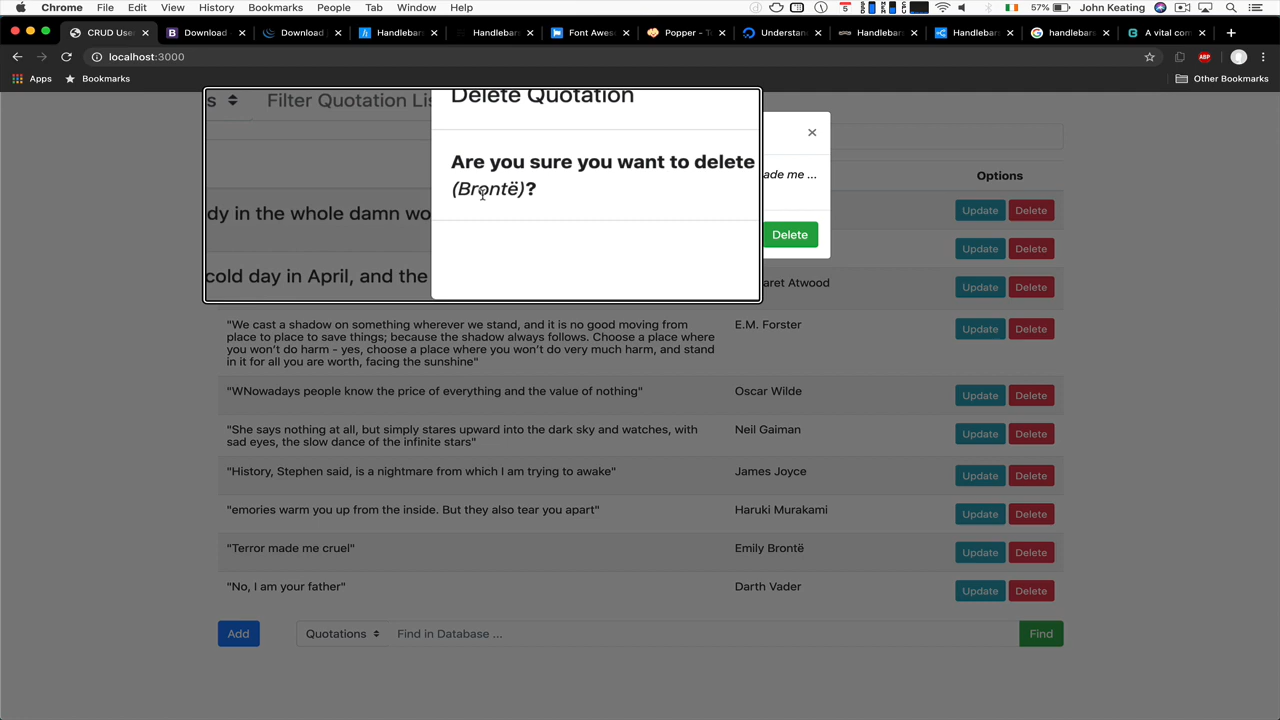 Chrome File Edit View History Bookmarks People Tab Window Help 5 57% John Keating
CRUD Use Download Download Handlebar Handlebars Font Awes Popper - T Understan Handlebars Handlebars handlebars A vital com
localhost:3000 ABP
Apps Bookmarks Other Bookmarks
s Filter Quotation Lis
Delete Quotation
×
Are you sure you want to delete
ade me ...
(Brontë)?
Delete
Options
dy in the whole damn wo
Update Delete
Update Delete
cold day in April, and the
aret Atwood Update Delete
"We cast a shadow on something wherever we stand, and it is no good moving from
place to place to save things; because the shadow always follows. Choose a place where
you won't do harm - yes, choose a place where you won't do very much harm, and stand
in it for all you are worth, facing the sunshine"
E.M. Forster Update Delete
"WNowadays people know the price of everything and the value of nothing" Oscar Wilde Update Delete
"She says nothing at all, but simply stares upward into the dark sky and watches, with
sad eyes, the slow dance of the infinite stars"
Neil Gaiman Update Delete
"History, Stephen said, is a nightmare from which I am trying to awake" James Joyce Update Delete
"emories warm you up from the inside. But they also tear you apart" Haruki Murakami Update Delete
"Terror made me cruel" Emily Brontë Update Delete
"No, I am your father" Darth Vader Update Delete
Add Quotations Find in Database ... Find